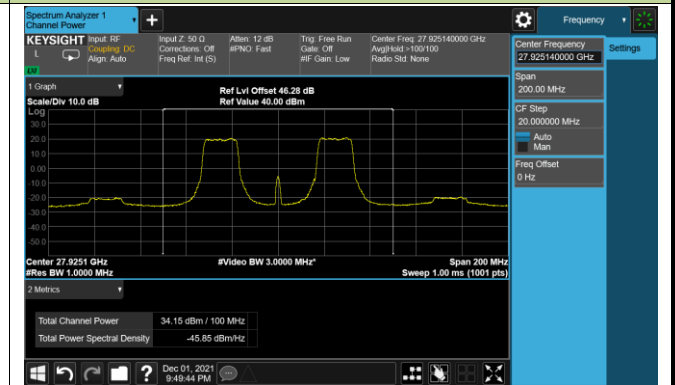 Spectrum Analyzer 1
Channel Power
+
Frequency
KEYSIGHT
L
Input: RF
Coupling: DC
Align: Auto
Input Z: 50 Ω
Corrections: Off
Freq Ref: Int (S)
Atten: 12 dB
#PNO: Fast
Trig: Free Run
Gate: Off
#IF Gain: Low
Center Freq: 27.925140000 GHz
Avg|Hold:>100/100
Radio Std: None
Center Frequency
27.925140000 GHz
Settings
Span
200.00 MHz
CF Step
20.000000 MHz
Auto
Man
Freq Offset
0 Hz
1 Graph
Scale/Div 10.0 dB
Ref Lvl Offset 46.28 dB
Ref Value 40.00 dBm
Log
30.0
20.0
10.0
0.00
-10.0
-20.0
-30.0
-40.0
-50.0
Center 27.9251 GHz
#Video BW 3.0000 MHz*
Span 200 MHz
#Res BW 1.0000 MHz
Sweep 1.00 ms (1001 pts)
2 Metrics
Total Channel Power 34.15 dBm / 100 MHz
Total Power Spectral Density -45.85 dBm/Hz
?
Dec 01, 2021
9:49:44 PM